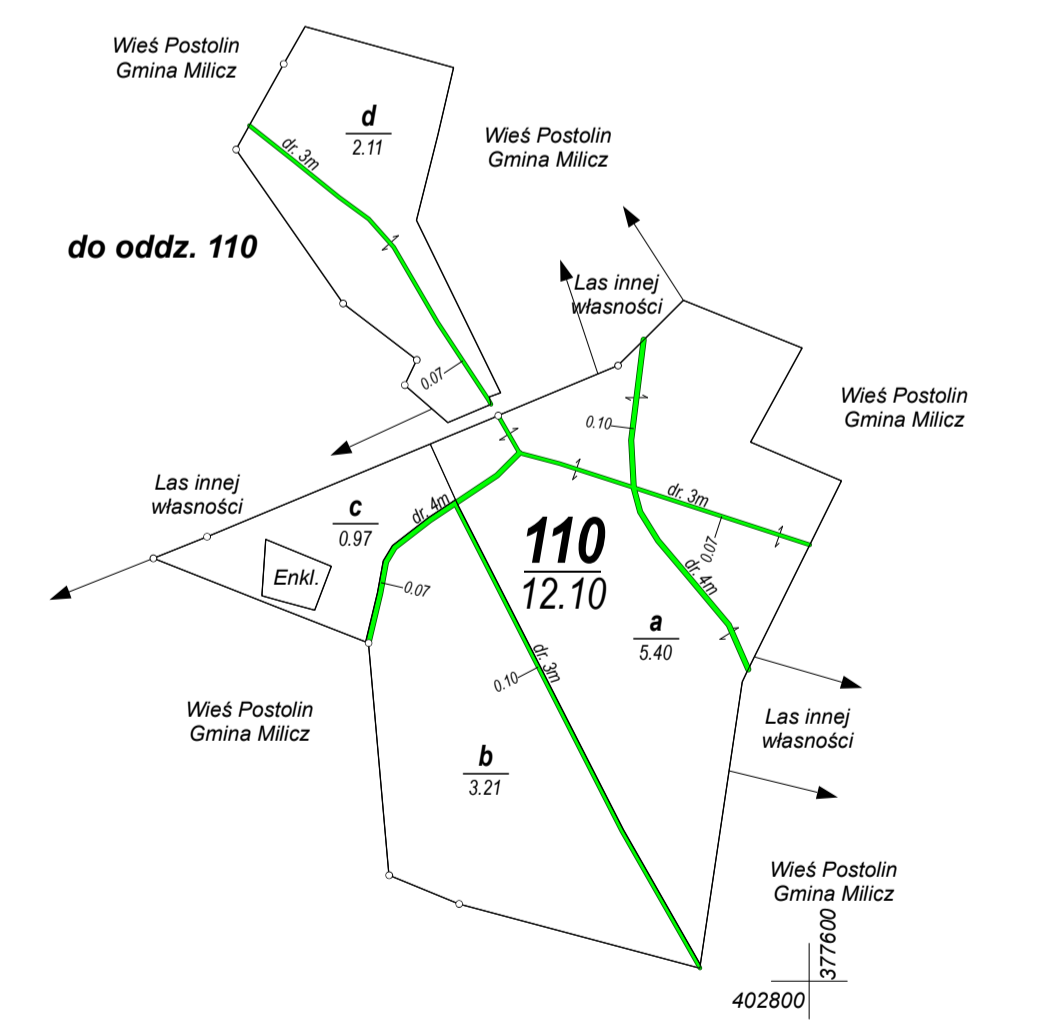 Wieś Postolin
Gmina Milicz
d
2.11
Wieś Postolin
Gmina Milicz
dr. 3m
do oddz. 110
Las innej
własności
0.07
Wieś Postolin
Gmina Milicz
0.10
Las innej
własności
dr. 3m
c
0.97
dr. 4m
110
12.10
0.07
dr. 4m
Enkl.
0.07
a
5.40
dr. 3m
0.10
Wieś Postolin
Gmina Milicz
Las innej
własności
b
3.21
Wieś Postolin
Gmina Milicz
377600
402800